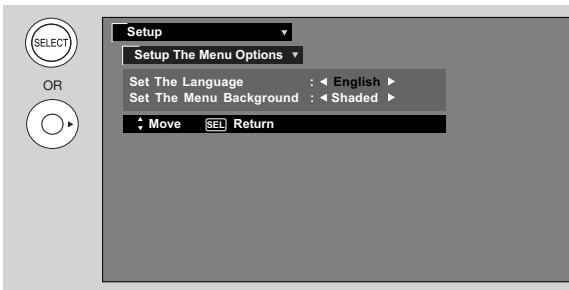 SELECT
OR
Setup
Setup The Menu Options
Set The Language : English
Set The Menu Background : Shaded
Move SEL Return